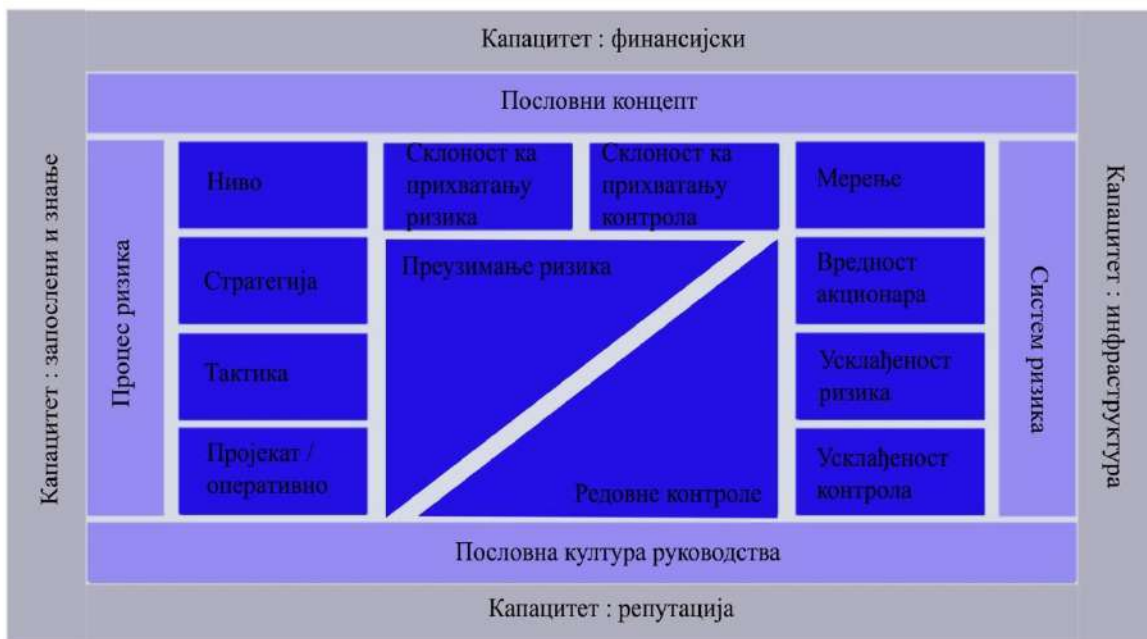 Капацитет : финансијски
Пословни концепт
Капацитет : запослени и знање
Процес ризика
Ниво
Стратегија
Тактика
Пројекат /
оперативно
Склоност ка
прихватању
ризика
Склоност ка
прихватању
контрола
Преузимање ризика
Редовне контроле
Мерење
Вредност
акционара
Усклађеност
ризика
Усклађеност
контрола
Систем ризика
Капацитет : инфраструктура
Пословна култура руководства
Капацитет : репутација